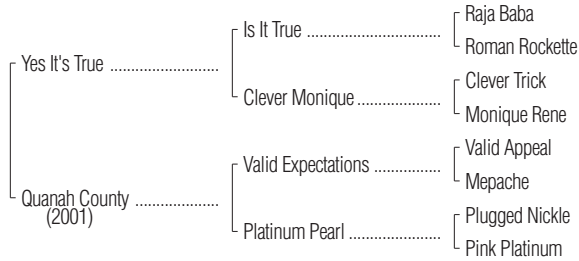 Raja Baba
Is It True ..............................
Roman Rockette
Yes It's True ........................
Clever Trick
Clever Monique ...................
Monique Rene
Valid Appeal
Valid Expectations ...............
Mepache
Quanah County ..................
(2001)
Plugged Nickle
Platinum Pearl .....................
Pink Platinum